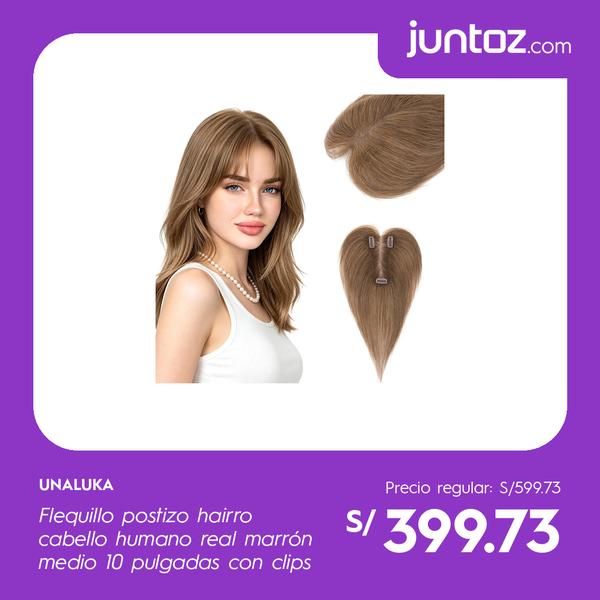 juntoz.com
UNALUKA
Flequillo postizo hairro
cabello humano real marrón
medio 10 pulgadas con clips
Precio regular: S/599.73
S/ 399.73